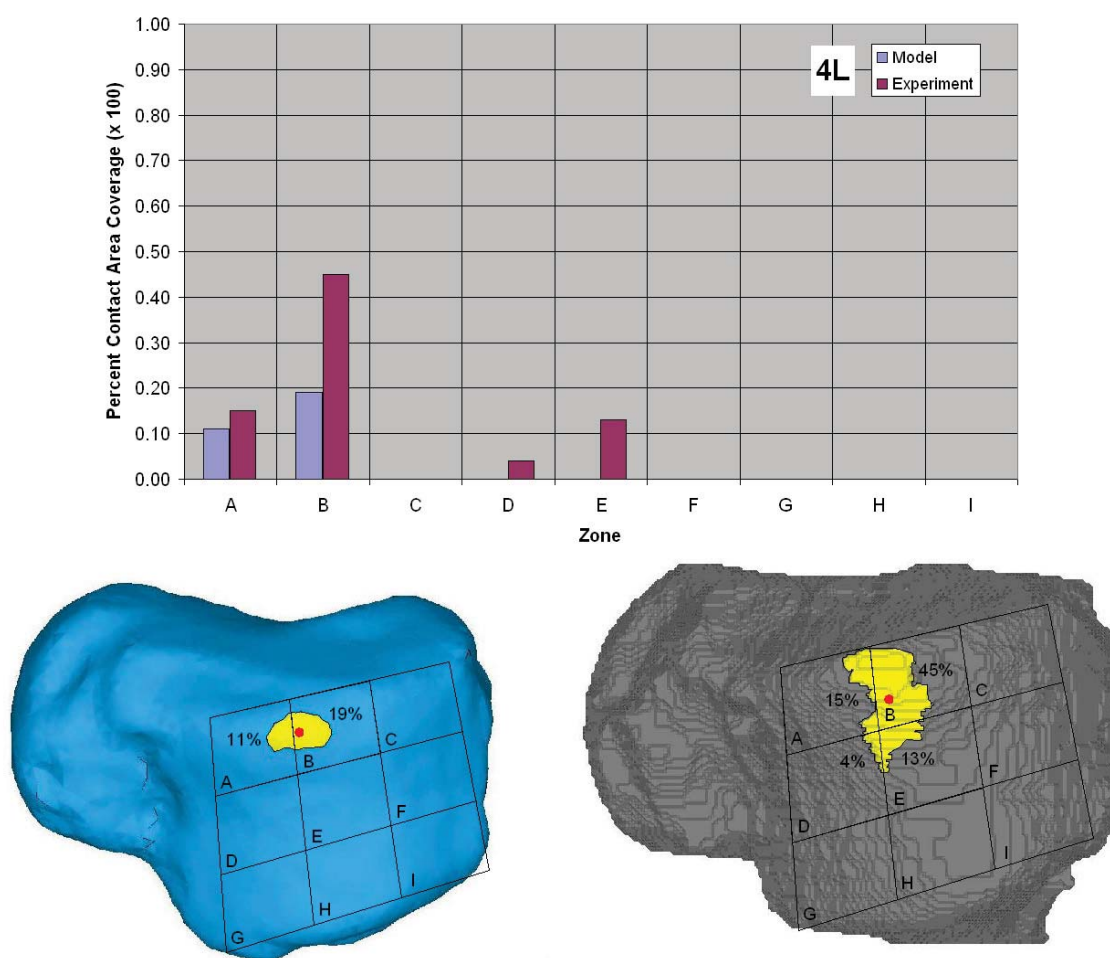 1.00
0.90
0.80
0.70
0.60
0.50
0.40
0.30
0.20
0.10
0.00
Percent Contact Area Coverage (x 100)
4L
Model
Experiment
A B C D E F G H I
Zone
11% 19%
A B C
D E F
G H I
15% 45%
A B C
4% 13%
D E F
G H I